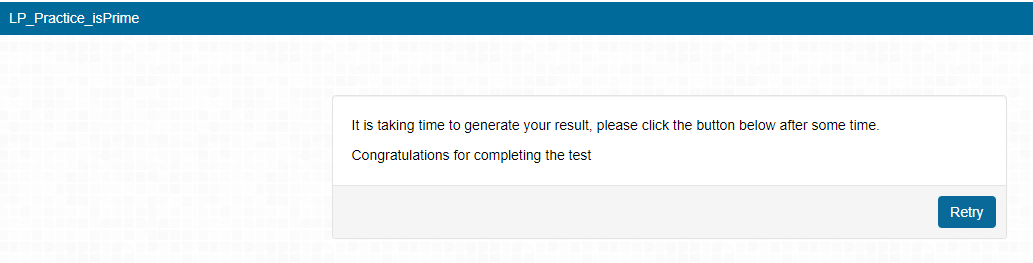 LP_Practice_isPrime
It is taking time to generate your result, please click the button below after some time.
Congratulations for completing the test
Retry